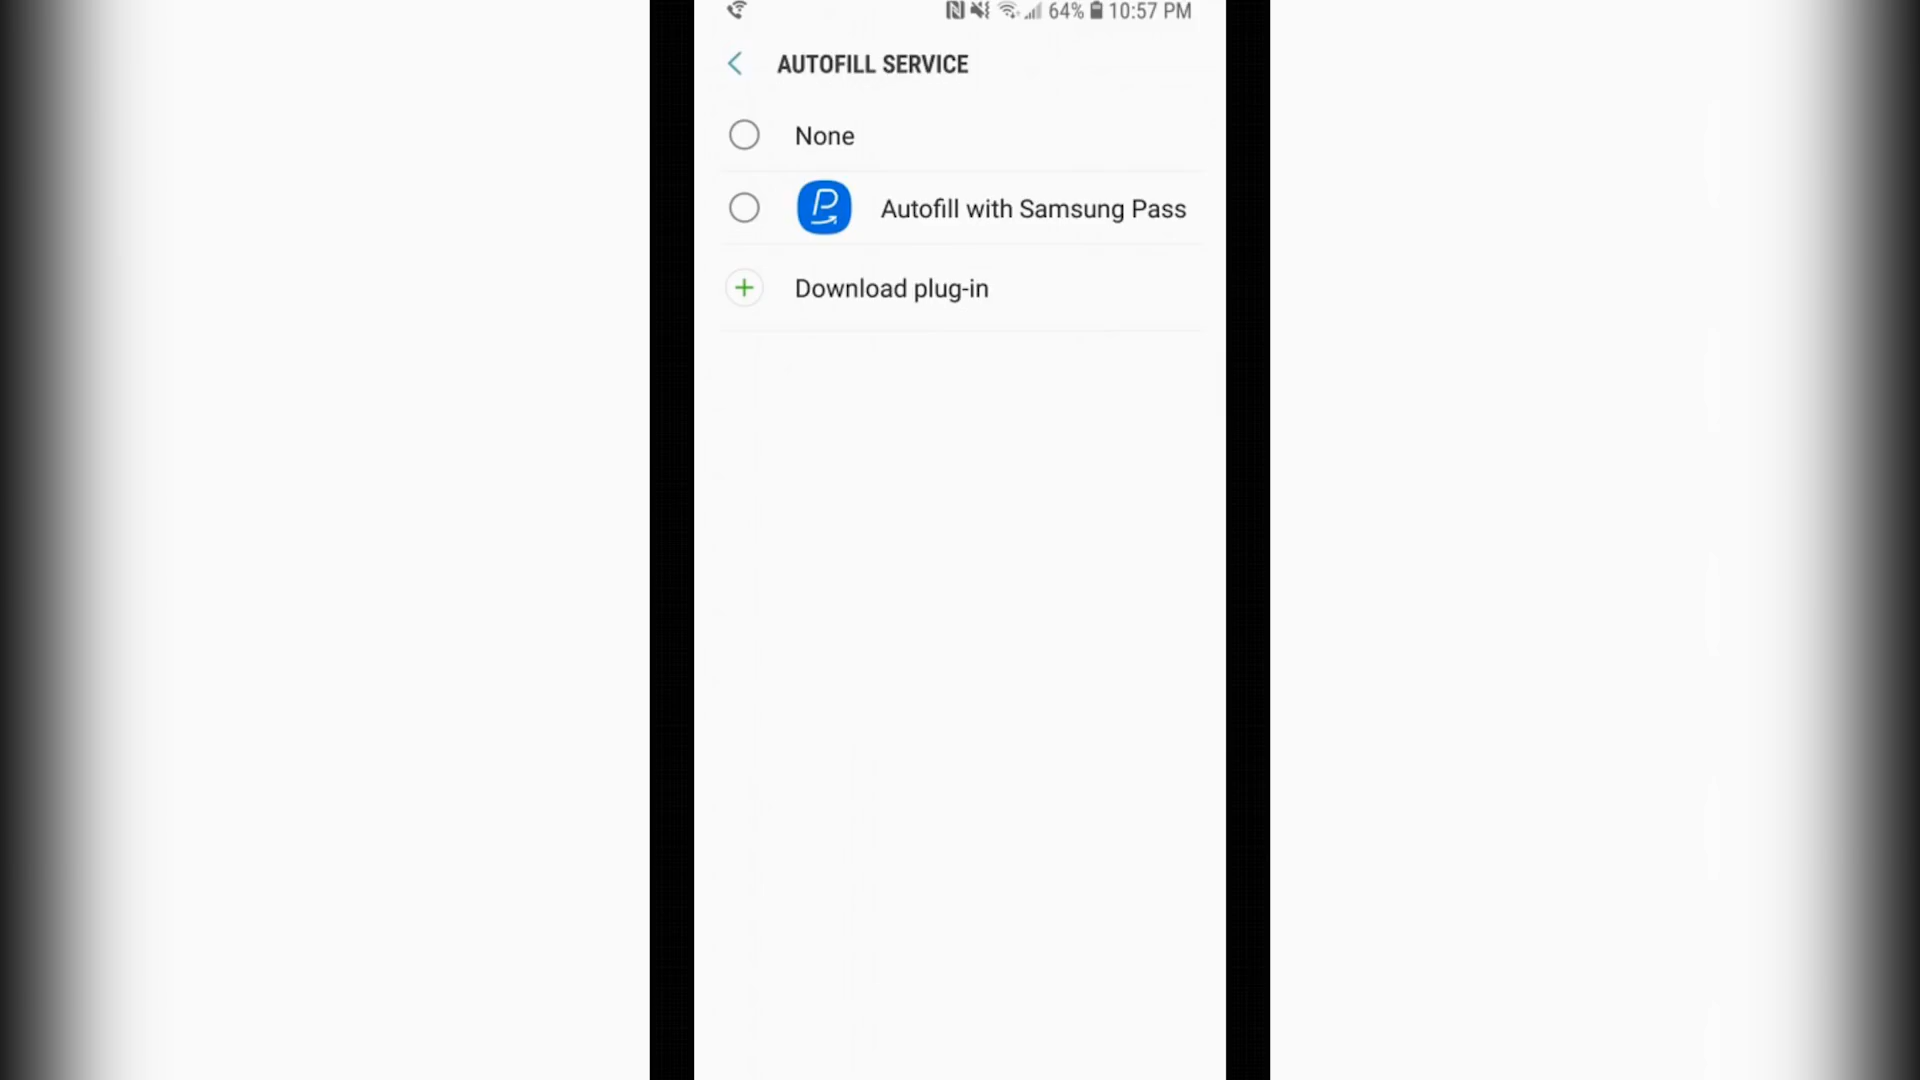 64% 10:57 PM
AUTOFILL SERVICE
None
Autofill with Samsung Pass
Download plug-in